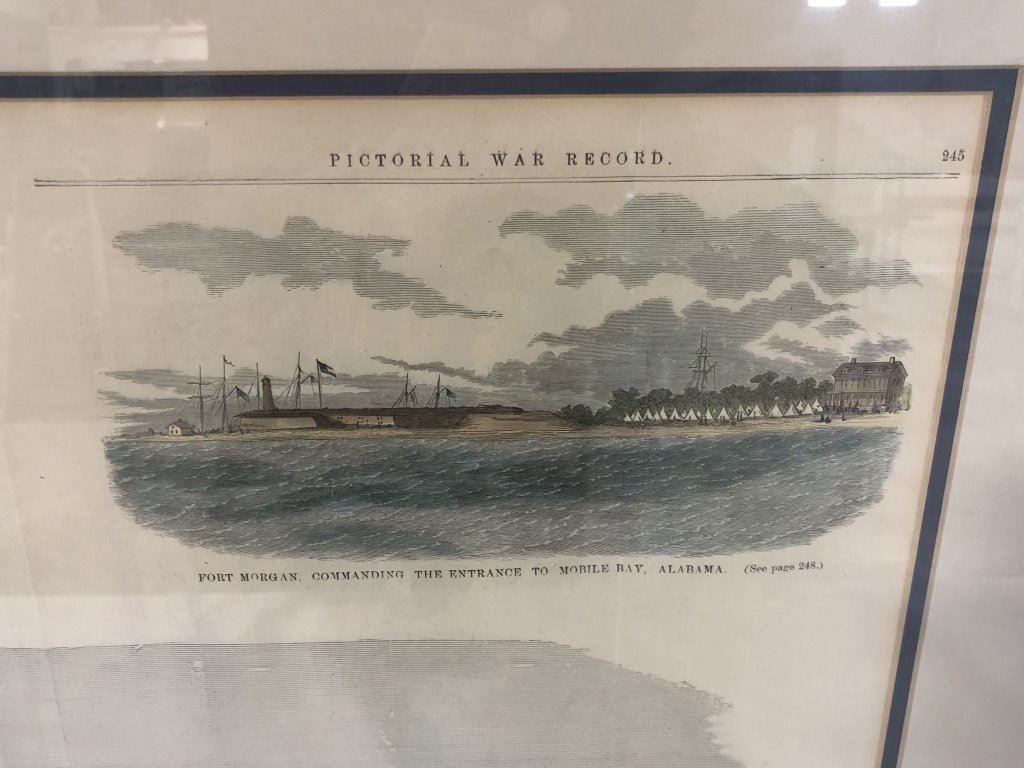 PICTORIAL WAR RECORD. 245
FORT MORGAN, COMMANDING THE ENTRANCE TO MOBILE BAY, ALABAMA. (See page 248.)